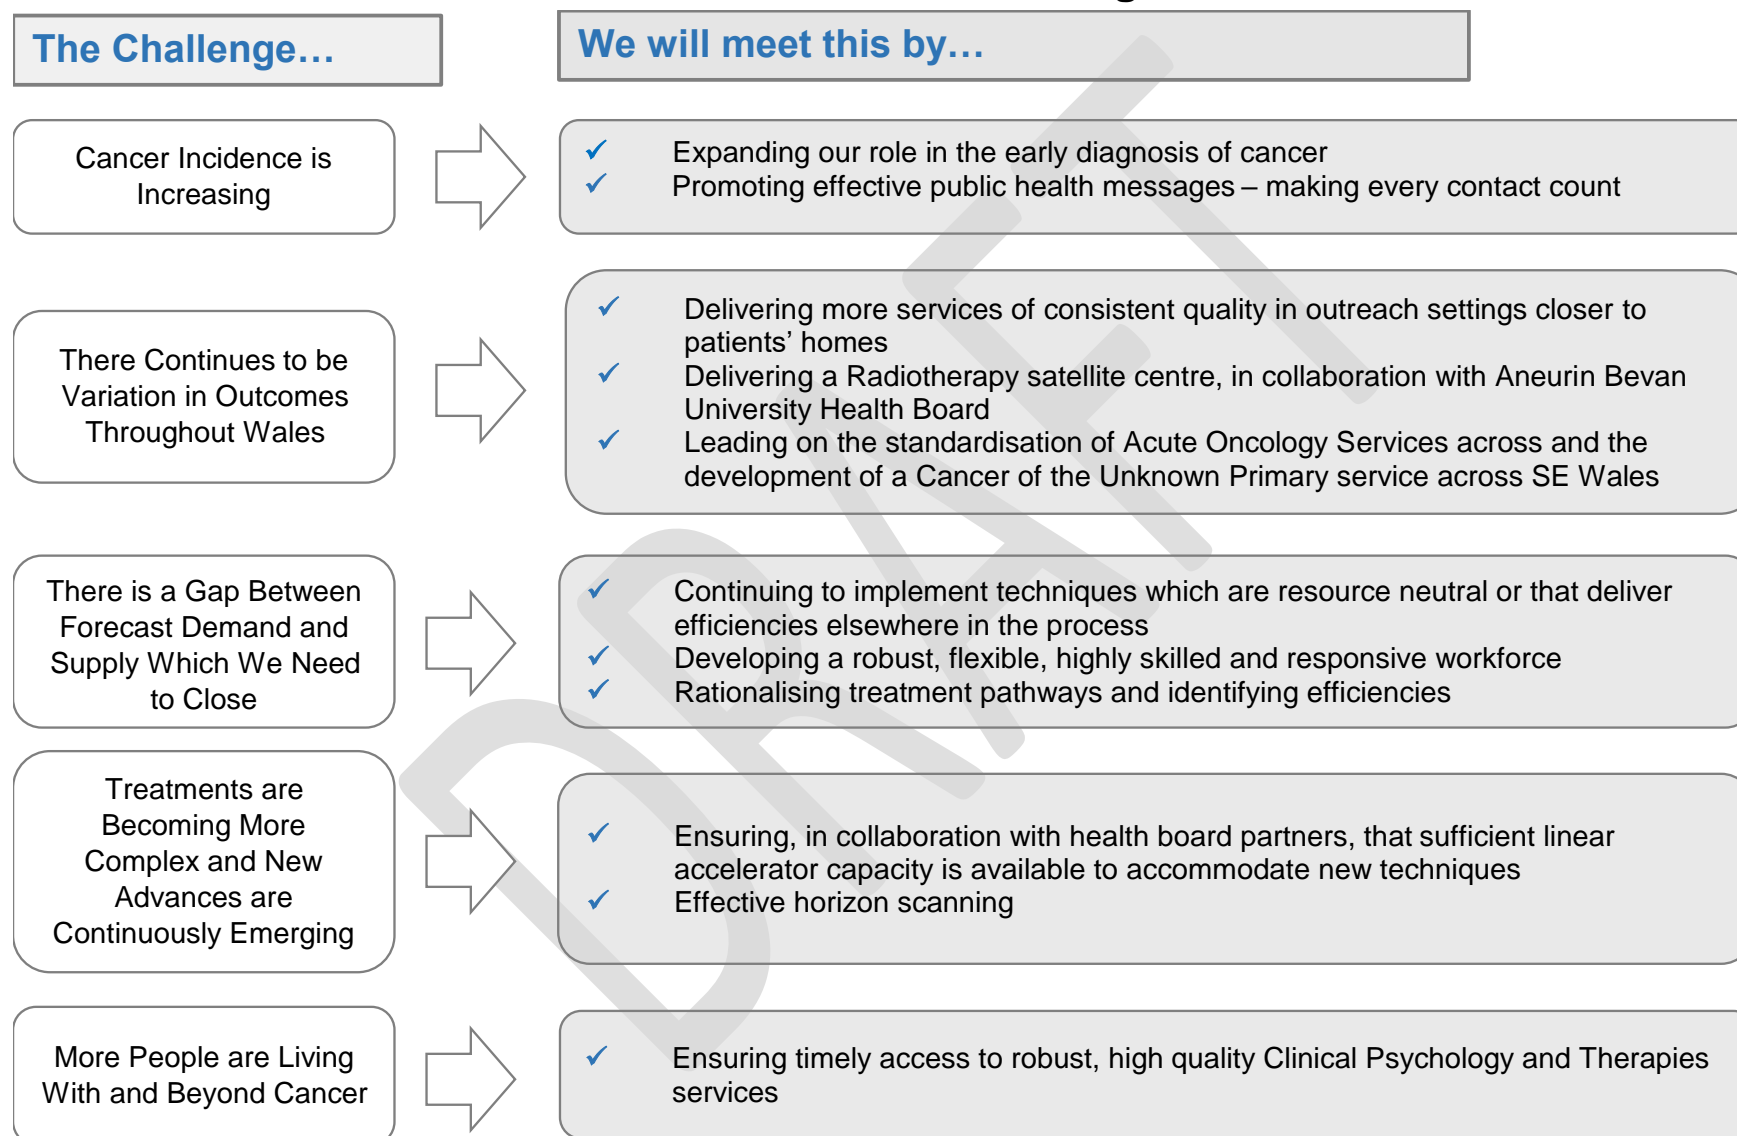 The Challenge…
We will meet this by…
Cancer Incidence is
Increasing
✓ Expanding our role in the early diagnosis of cancer
✓ Promoting effective public health messages – making every contact count
There Continues to be
Variation in Outcomes
Throughout Wales
✓ Delivering more services of consistent quality in outreach settings closer to
patients’ homes
✓ Delivering a Radiotherapy satellite centre, in collaboration with Aneurin Bevan
University Health Board
✓ Leading on the standardisation of Acute Oncology Services across and the
development of a Cancer of the Unknown Primary service across SE Wales
There is a Gap Between
Forecast Demand and
Supply Which We Need
to Close
✓ Continuing to implement techniques which are resource neutral or that deliver
efficiencies elsewhere in the process
✓ Developing a robust, flexible, highly skilled and responsive workforce
✓ Rationalising treatment pathways and identifying efficiencies
Treatments are
Becoming More
Complex and New
Advances are
Continuously Emerging
✓ Ensuring, in collaboration with health board partners, that sufficient linear
accelerator capacity is available to accommodate new techniques
✓ Effective horizon scanning
More People are Living
With and Beyond Cancer
✓ Ensuring timely access to robust, high quality Clinical Psychology and Therapies
services
DRAFT